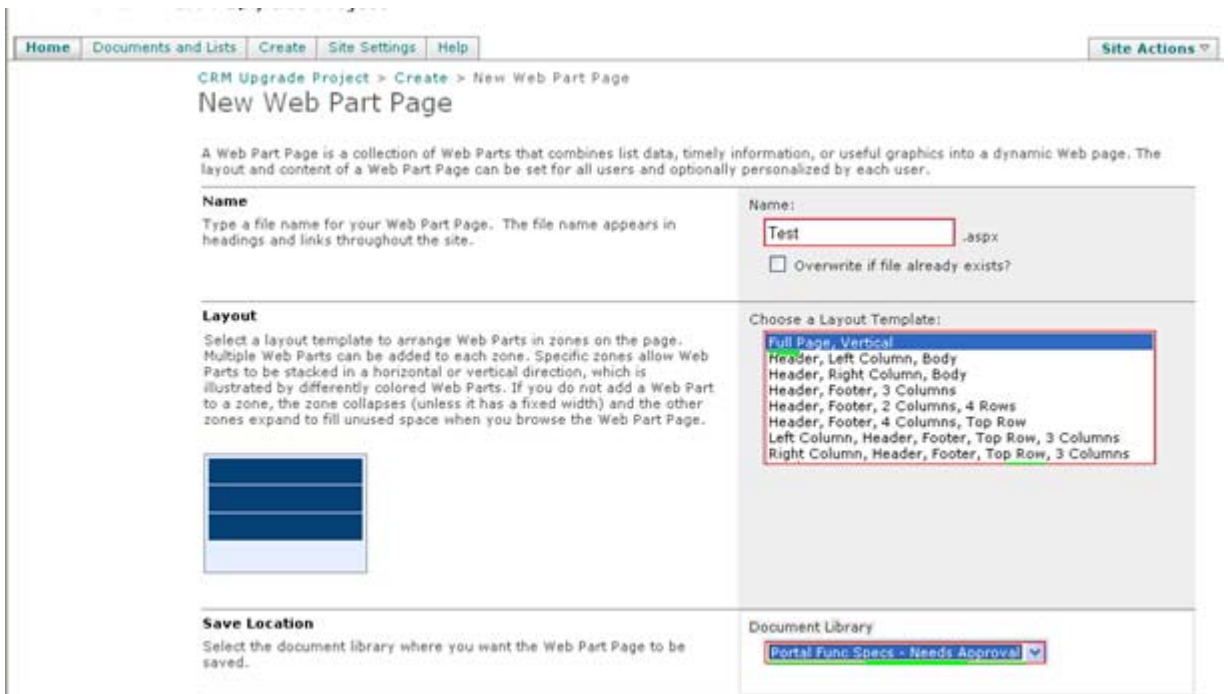 Home Documents and Lists Create Site Settings Help Site Actions
CRM Upgrade Project > Create > New Web Part Page
New Web Part Page
A Web Part Page is a collection of Web Parts that combines list data, timely information, or useful graphics into a dynamic Web page. The
layout and content of a Web Part Page can be set for all users and optionally personalized by each user.
Name
Type a file name for your Web Part Page. The file name appears in
headings and links throughout the site.
Name:
Test .aspx
Overwrite if file already exists?
Layout
Select a layout template to arrange Web Parts in zones on the page.
Multiple Web Parts can be added to each zone. Specific zones allow Web
Parts to be stacked in a horizontal or vertical direction, which is
illustrated by differently colored Web Parts. If you do not add a Web Part
to a zone, the zone collapses (unless it has a fixed width) and the other
zones expand to fill unused space when you browse the Web Part Page.
Choose a Layout Template:
Full Page, Vertical
Header, Left Column, Body
Header, Right Column, Body
Header, Footer, 3 Columns
Header, Footer, 2 Columns, 4 Rows
Header, Footer, 4 Columns, Top Row
Left Column, Header, Footer, Top Row, 3 Columns
Right Column, Header, Footer, Top Row, 3 Columns
Save Location
Select the document library where you want the Web Part Page to be
saved.
Document Library
Portal Func Specs - Needs Approval